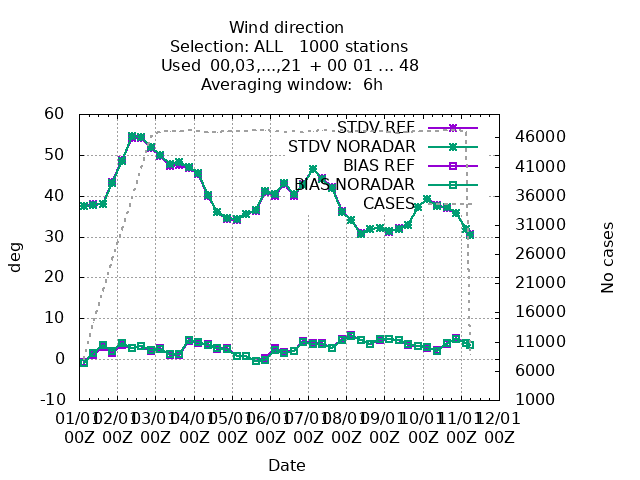 Wind direction
Selection: ALL   1000 stations
Used  00,03,...,21  + 00 01 ... 48
Averaging window:  6h
STDV REF
STDV NORADAR
BIAS REF
BIAS NORADAR
CASES
deg
60
50
40
30
20
10
0
-10
No cases
46000
41000
36000
31000
26000
21000
16000
11000
6000
1000
01/01 02/01 03/01 04/01 05/01 06/01 07/01 08/01 09/01 10/01 11/01 12/01
00Z 00Z 00Z 00Z 00Z 00Z 00Z 00Z 00Z 00Z 00Z 00Z
Date